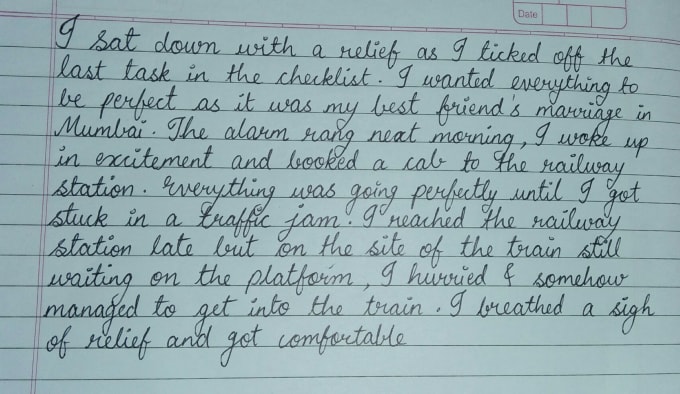 Date
I sat down with a relief as I ticked off the
last task in the checklist. I wanted everything to
be perfect as it was my best friend's marriage in
Mumbai. The alarm rang next morning, I woke up
in excitement and booked a cab to the railway
station. Everything was going perfectly until I got
stuck in a traffic jam. I reached the railway
station late but on the site of the train still
waiting on the platform, I hurried & somehow
managed to get into the train. I breathed a sigh
of relief and got comfortable